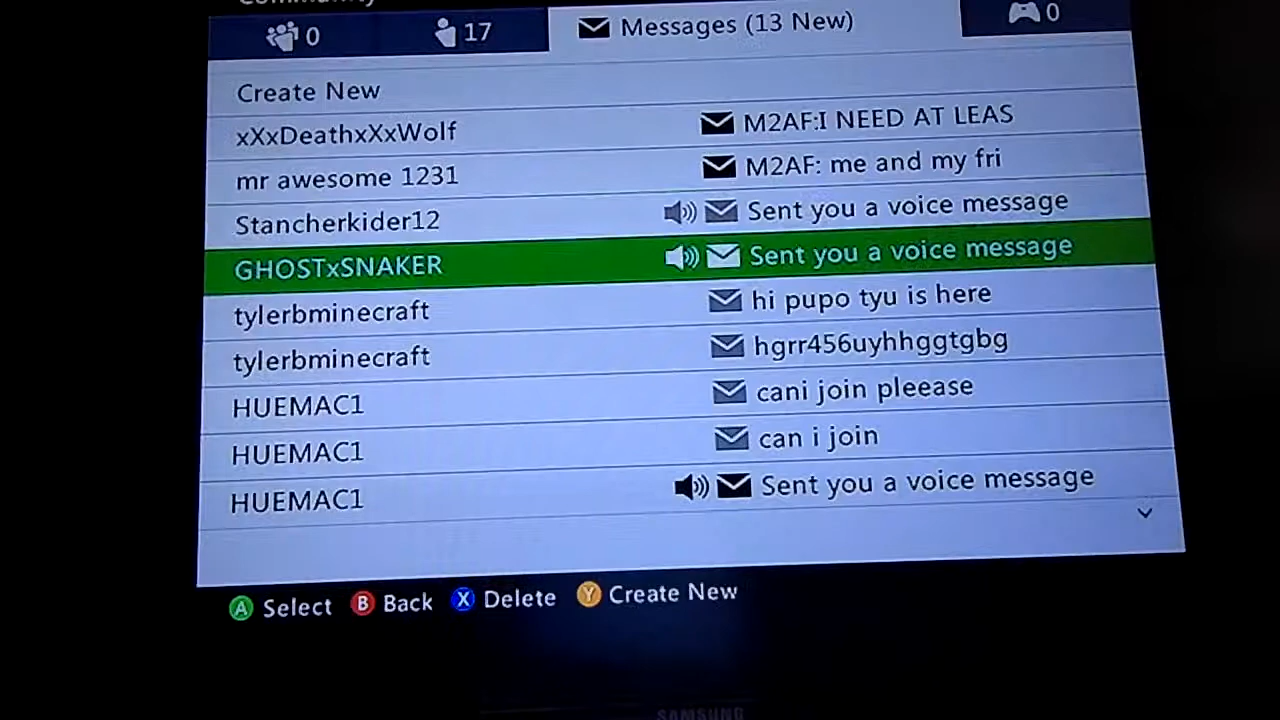 Community
0 17 Messages (13 New) 0
Create New
xXxDeathxXxWolf M2AF:I NEED AT LEAS
mr awesome 1231 M2AF: me and my fri
Stancherkider12 Sent you a voice message
GHOSTxSNAKER Sent you a voice message
tylerbminecraft hi pupo tyu is here
tylerbminecraft hgrr456uyhhggtgbg
HUEMAC1 cani join pleease
HUEMAC1 can i join
HUEMAC1 Sent you a voice message
A Select B Back X Delete Y Create New
SAMSUNG